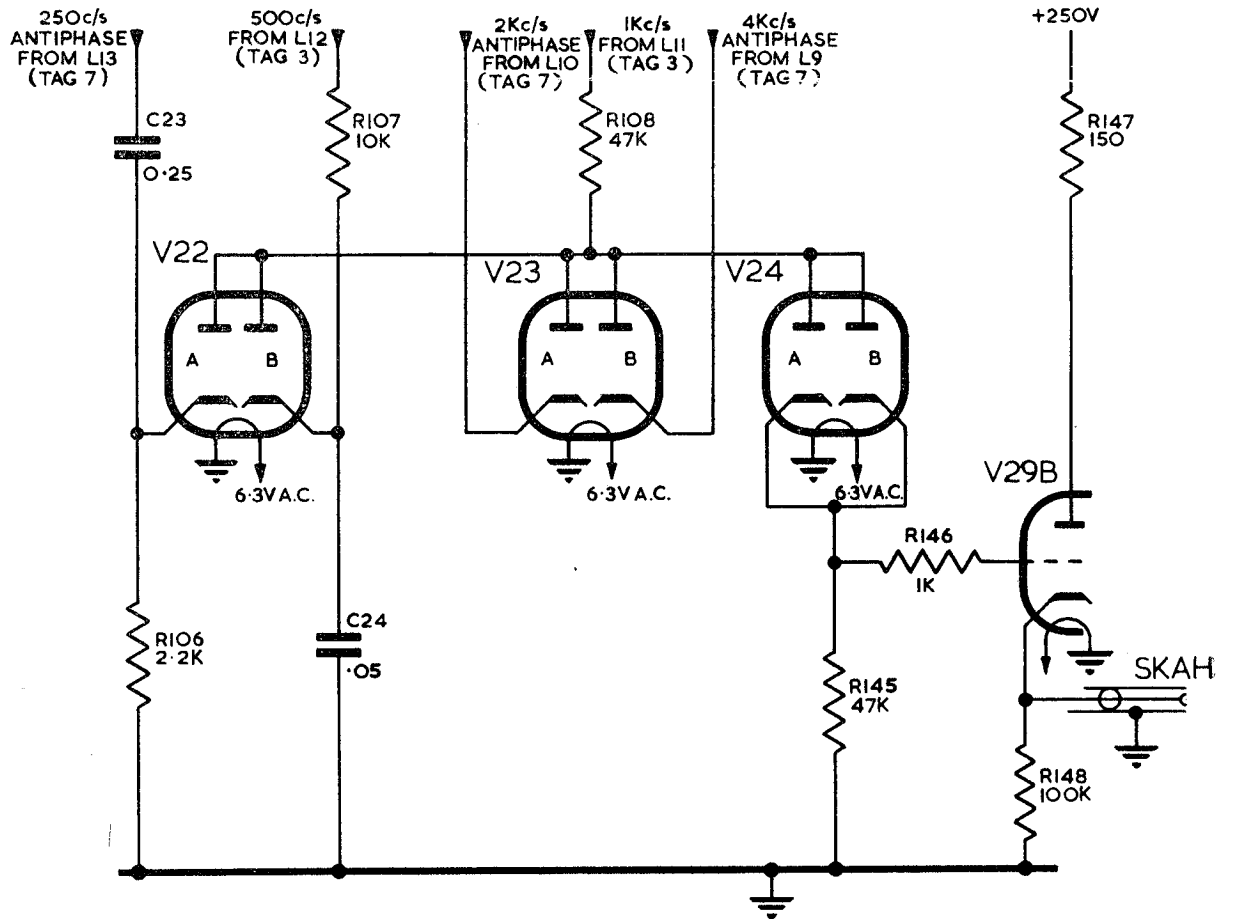 250c/s
ANTIPHASE
FROM L13
(TAG 7)
500c/s
FROM L12
(TAG 3)
2Kc/s
ANTIPHASE
FROM L10
(TAG 7)
1Kc/s
FROM L11
(TAG 3)
4Kc/s
ANTIPHASE
FROM L9
(TAG 7)
+250V
C23
0·25
R107
10K
R108
47K
R147
150
V22
V23
V24
A
B
A
B
A
B
6·3V A.C.
6·3V A.C.
6·3V A.C.
V29B
R146
1K
R106
2·2K
C24
·05
R145
47K
SKAH
R148
100K